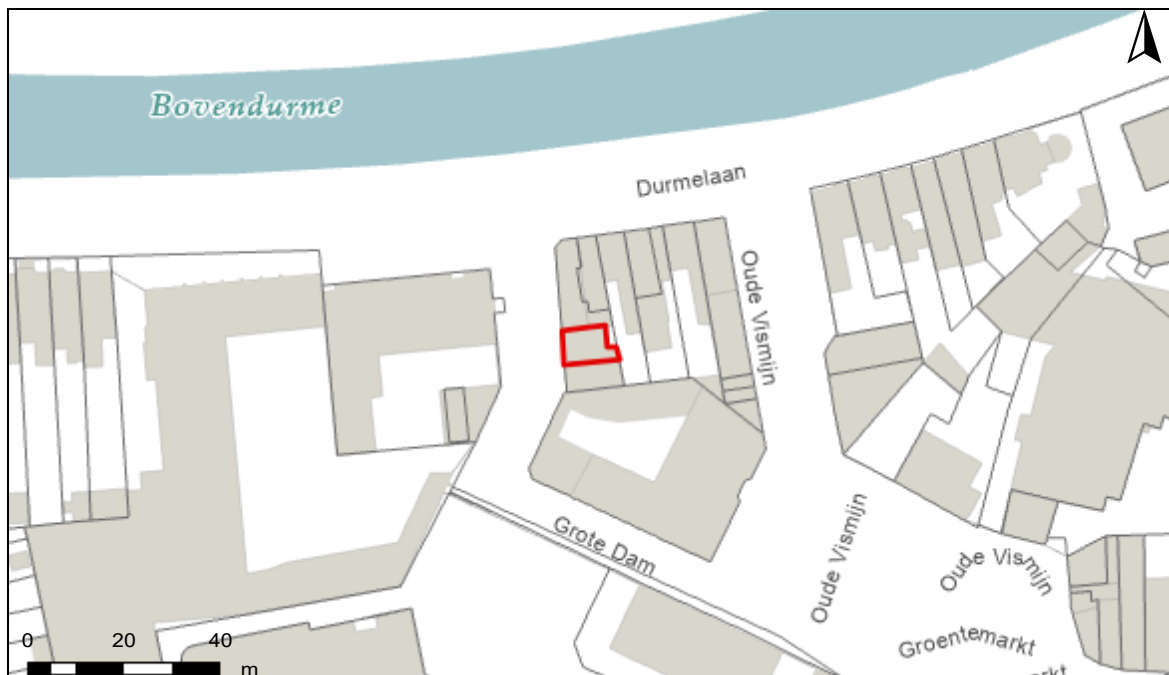 Bovendurme
Durmelaan
Oude Vismijn
Grote Dam
Oude Vismijn
Oude Vismijn
Groentemarkt
0 20 40
m